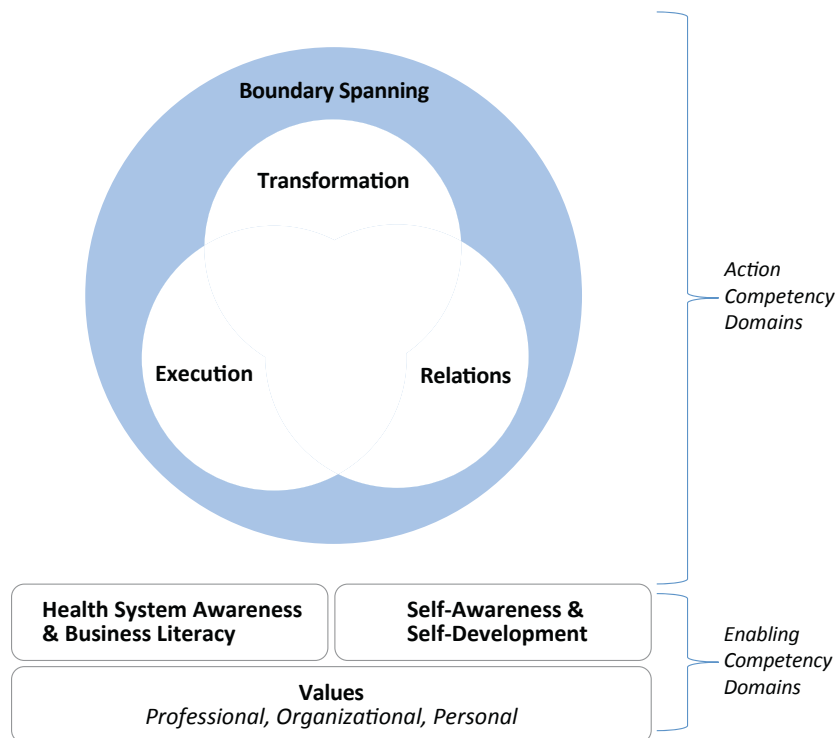 Boundary Spanning
Transformation
Execution
Relations
Action
Competency
Domains
Health System Awareness
& Business Literacy
Self-Awareness &
Self-Development
Values
Professional, Organizational, Personal
Enabling
Competency
Domains